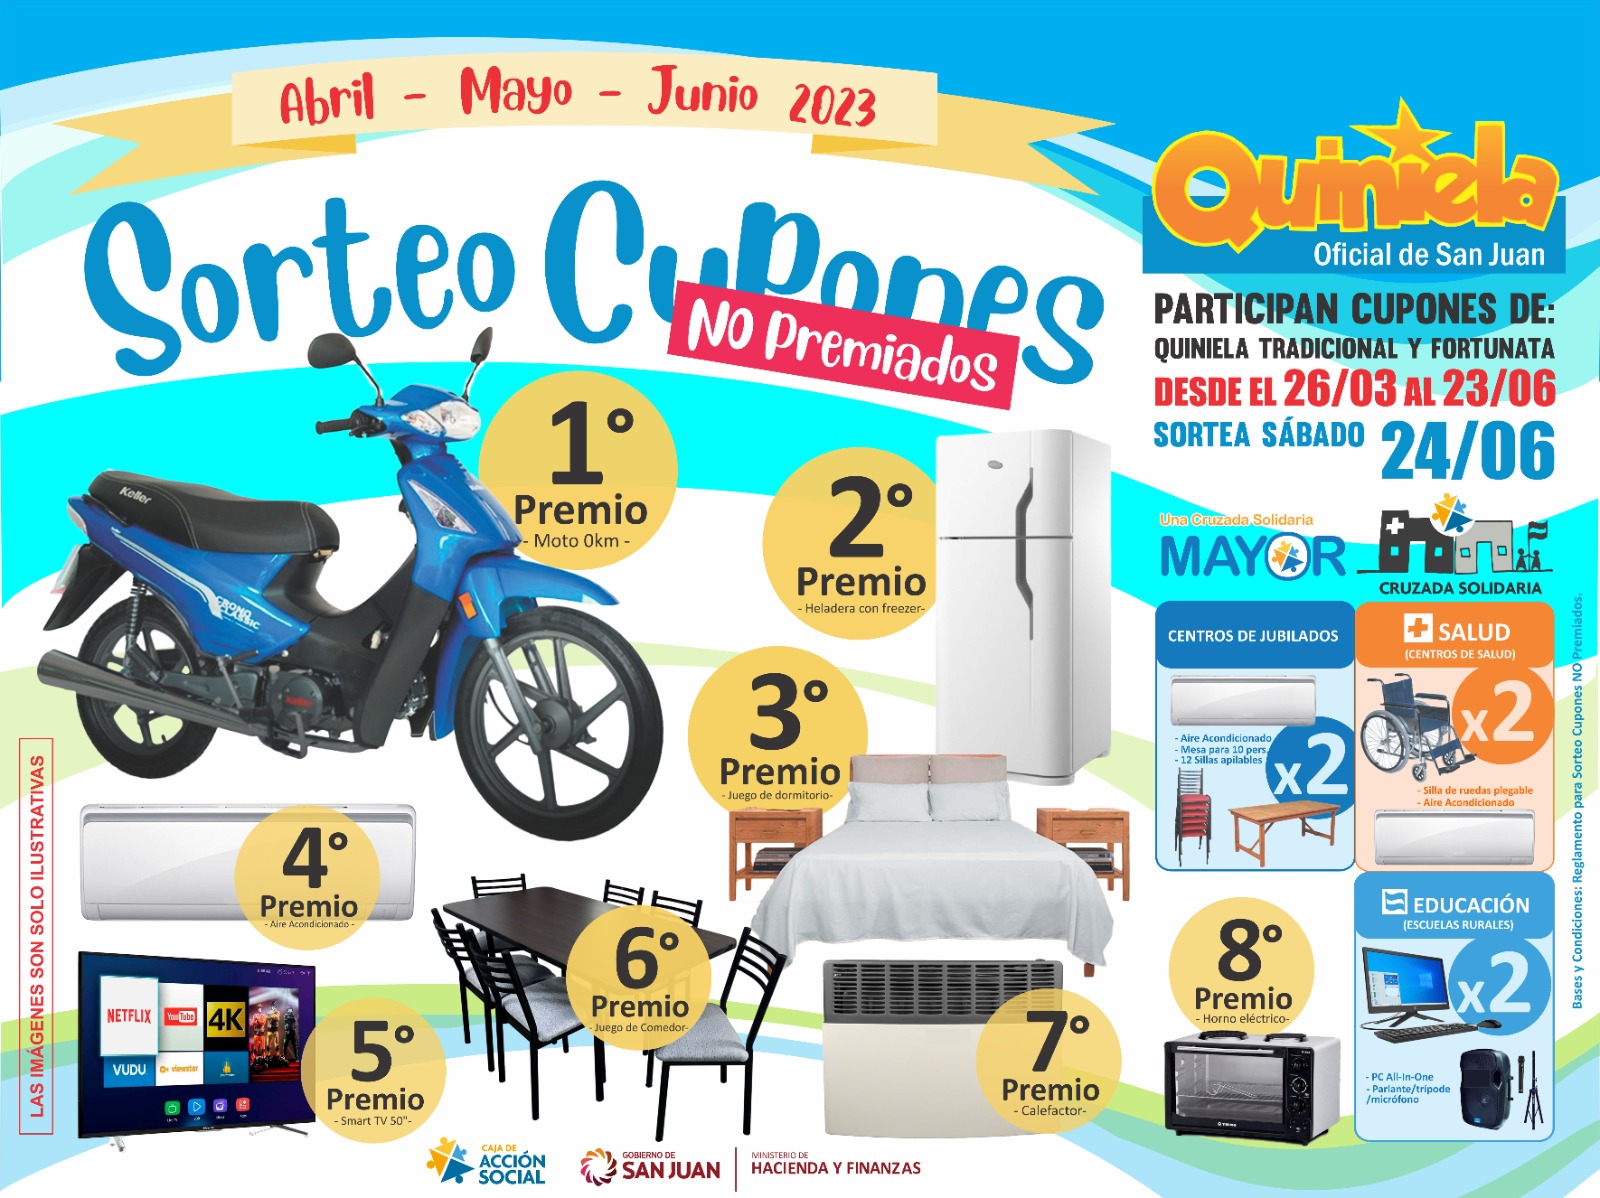 Abril - Mayo - Junio 2023
Sorteo Cupones
NO Premiados
Quiniela
Oficial de San Juan
PARTICIPAN CUPONES DE:
QUINIELA TRADICIONAL Y FORTUNATA
DESDE EL 26/03 AL 23/06
SORTEA SÁBADO 24/06
Una Cruzada Solidaria
MAYOR
CRUZADA SOLIDARIA
1°
Premio
- Moto 0km -
Keller
CRONO
CLASSIC
Keller
2°
Premio
- Heladera con freezer-
3°
Premio
- Juego de dormitorio-
4°
Premio
- Aire Acondicionado -
5°
Premio
- Smart TV 50"-
NETFLIX
YouTube
4K
VUDU
viewster
6°
Premio
- Juego de Comedor-
7°
Premio
- Calefactor-
8°
Premio
- Horno eléctrico-
CENTROS DE JUBILADOS
- Aire Acondicionado
- Mesa para 10 pers.
- 12 Sillas apilables
x2
SALUD
(CENTROS DE SALUD)
x2
- Silla de ruedas plegable
- Aire Acondicionado
EDUCACIÓN
(ESCUELAS RURALES)
x2
- PC All-In-One
- Parlante/trípode
/micrófono
LAS IMÁGENES SON SOLO ILUSTRATIVAS
Bases y Condiciones: Reglamento para Sorteo Cupones NO Premiados.
CAJA DE
ACCIÓN
SOCIAL
GOBIERNO DE
SAN JUAN
MINISTERIO DE
HACIENDA Y FINANZAS